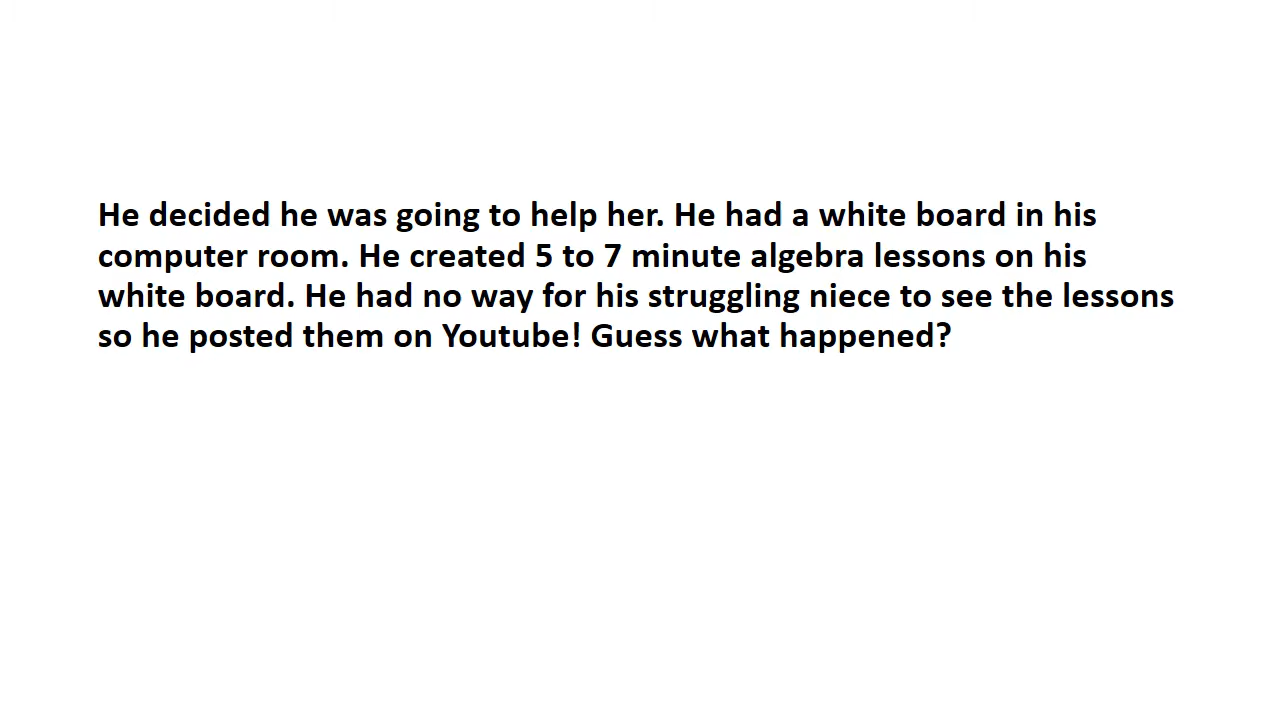 He decided he was going to help her. He had a white board in his
computer room. He created 5 to 7 minute algebra lessons on his
white board. He had no way for his struggling niece to see the lessons
so he posted them on Youtube! Guess what happened?